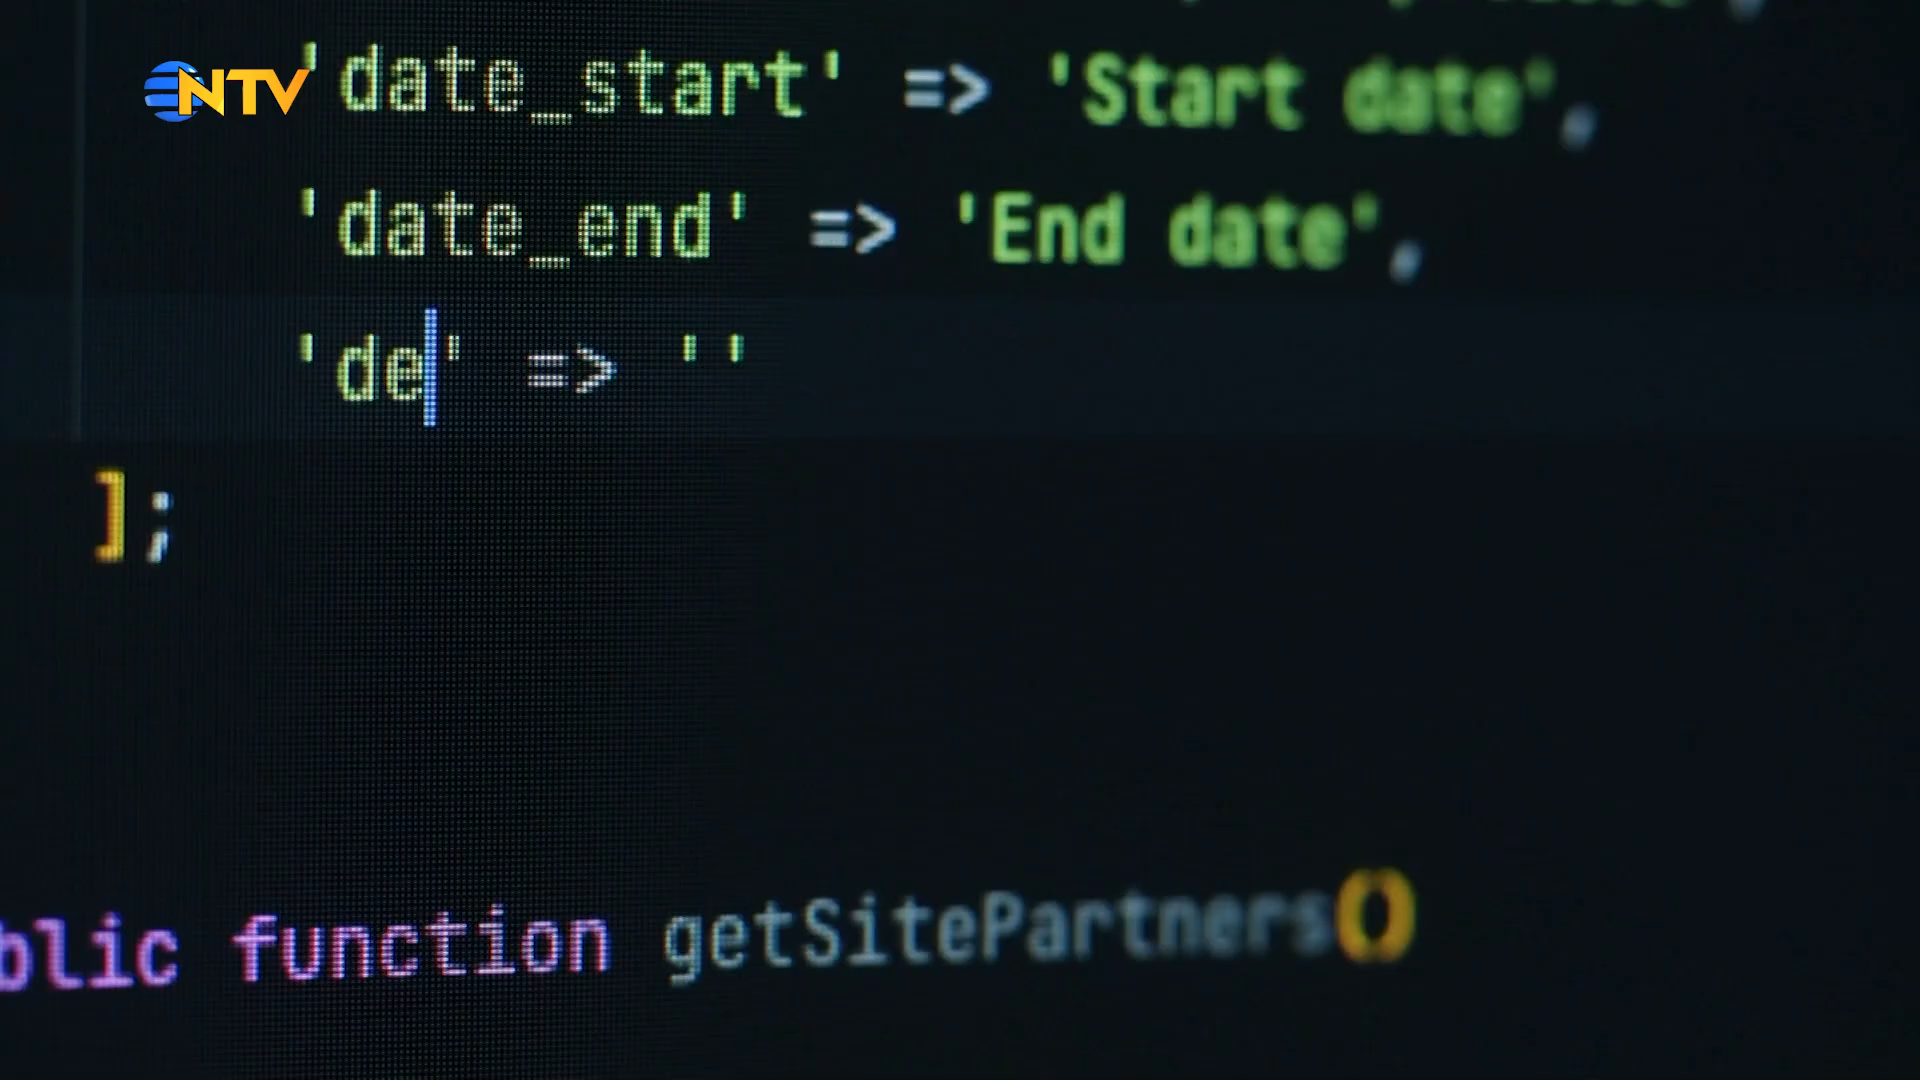 NTV
'date_start' => 'Start date',
'date_end' => 'End date',
'de' => ''
];
blic function getSitePartners()